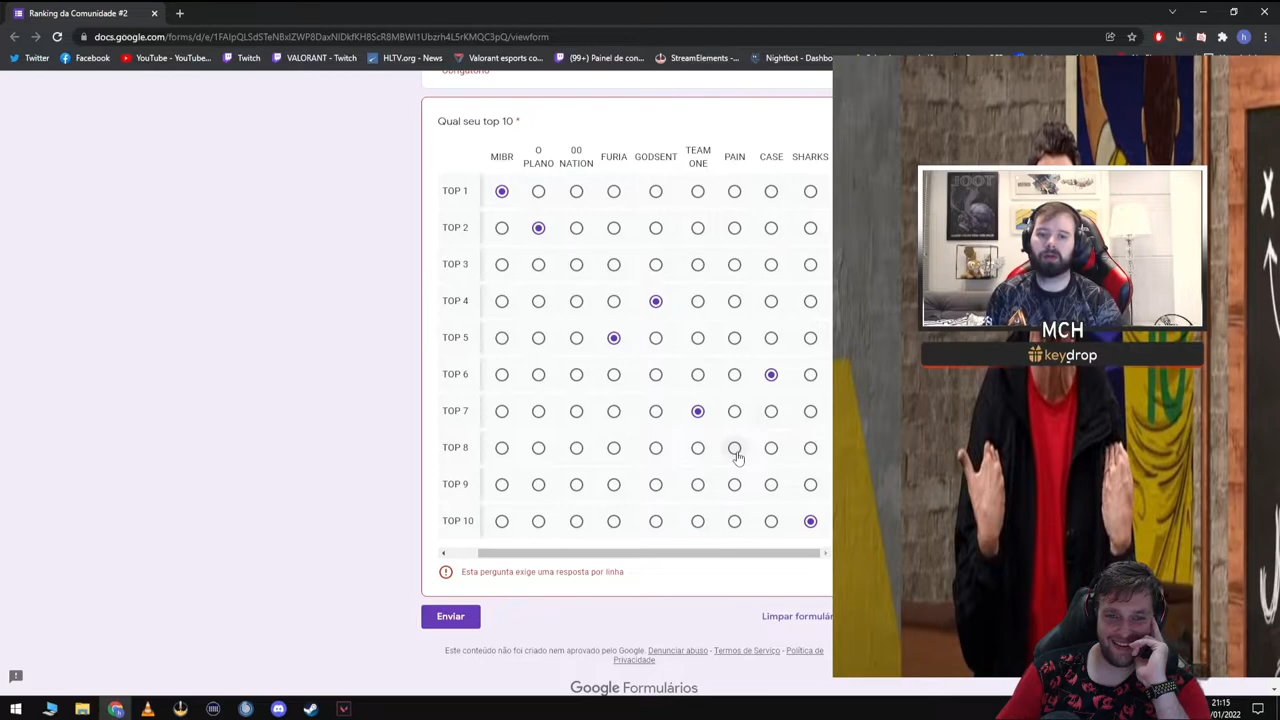 Ranking da Comunidade #2
docs.google.com/forms/d/e/1FAIpQLSdSTeNBxIZWP8DaxNIDkfKH8ScR8MBWI1Ubzrh4L5rKMQC3pQ/viewform
Twitter
Facebook
YouTube - YouTube...
Twitch
VALORANT - Twitch
HLTV.org - News
Valorant esports co...
(99+) Painel de con...
StreamElements -...
Nightbot - Dashbo
Obrigatório
Qual seu top 10 *
MIBR
O PLANO
00 NATION
FURIA
GODSENT
TEAM ONE
PAIN
CASE
SHARKS
TOP 1
TOP 2
TOP 3
TOP 4
TOP 5
TOP 6
TOP 7
TOP 8
TOP 9
TOP 10
Esta pergunta exige uma resposta por linha
Enviar
Limpar formulár
Este conteúdo não foi criado nem aprovado pelo Google. Denunciar abuso - Termos de Serviço - Política de
Privacidade
Google Formulários
MCH
keydrop
21:15
/01/2022